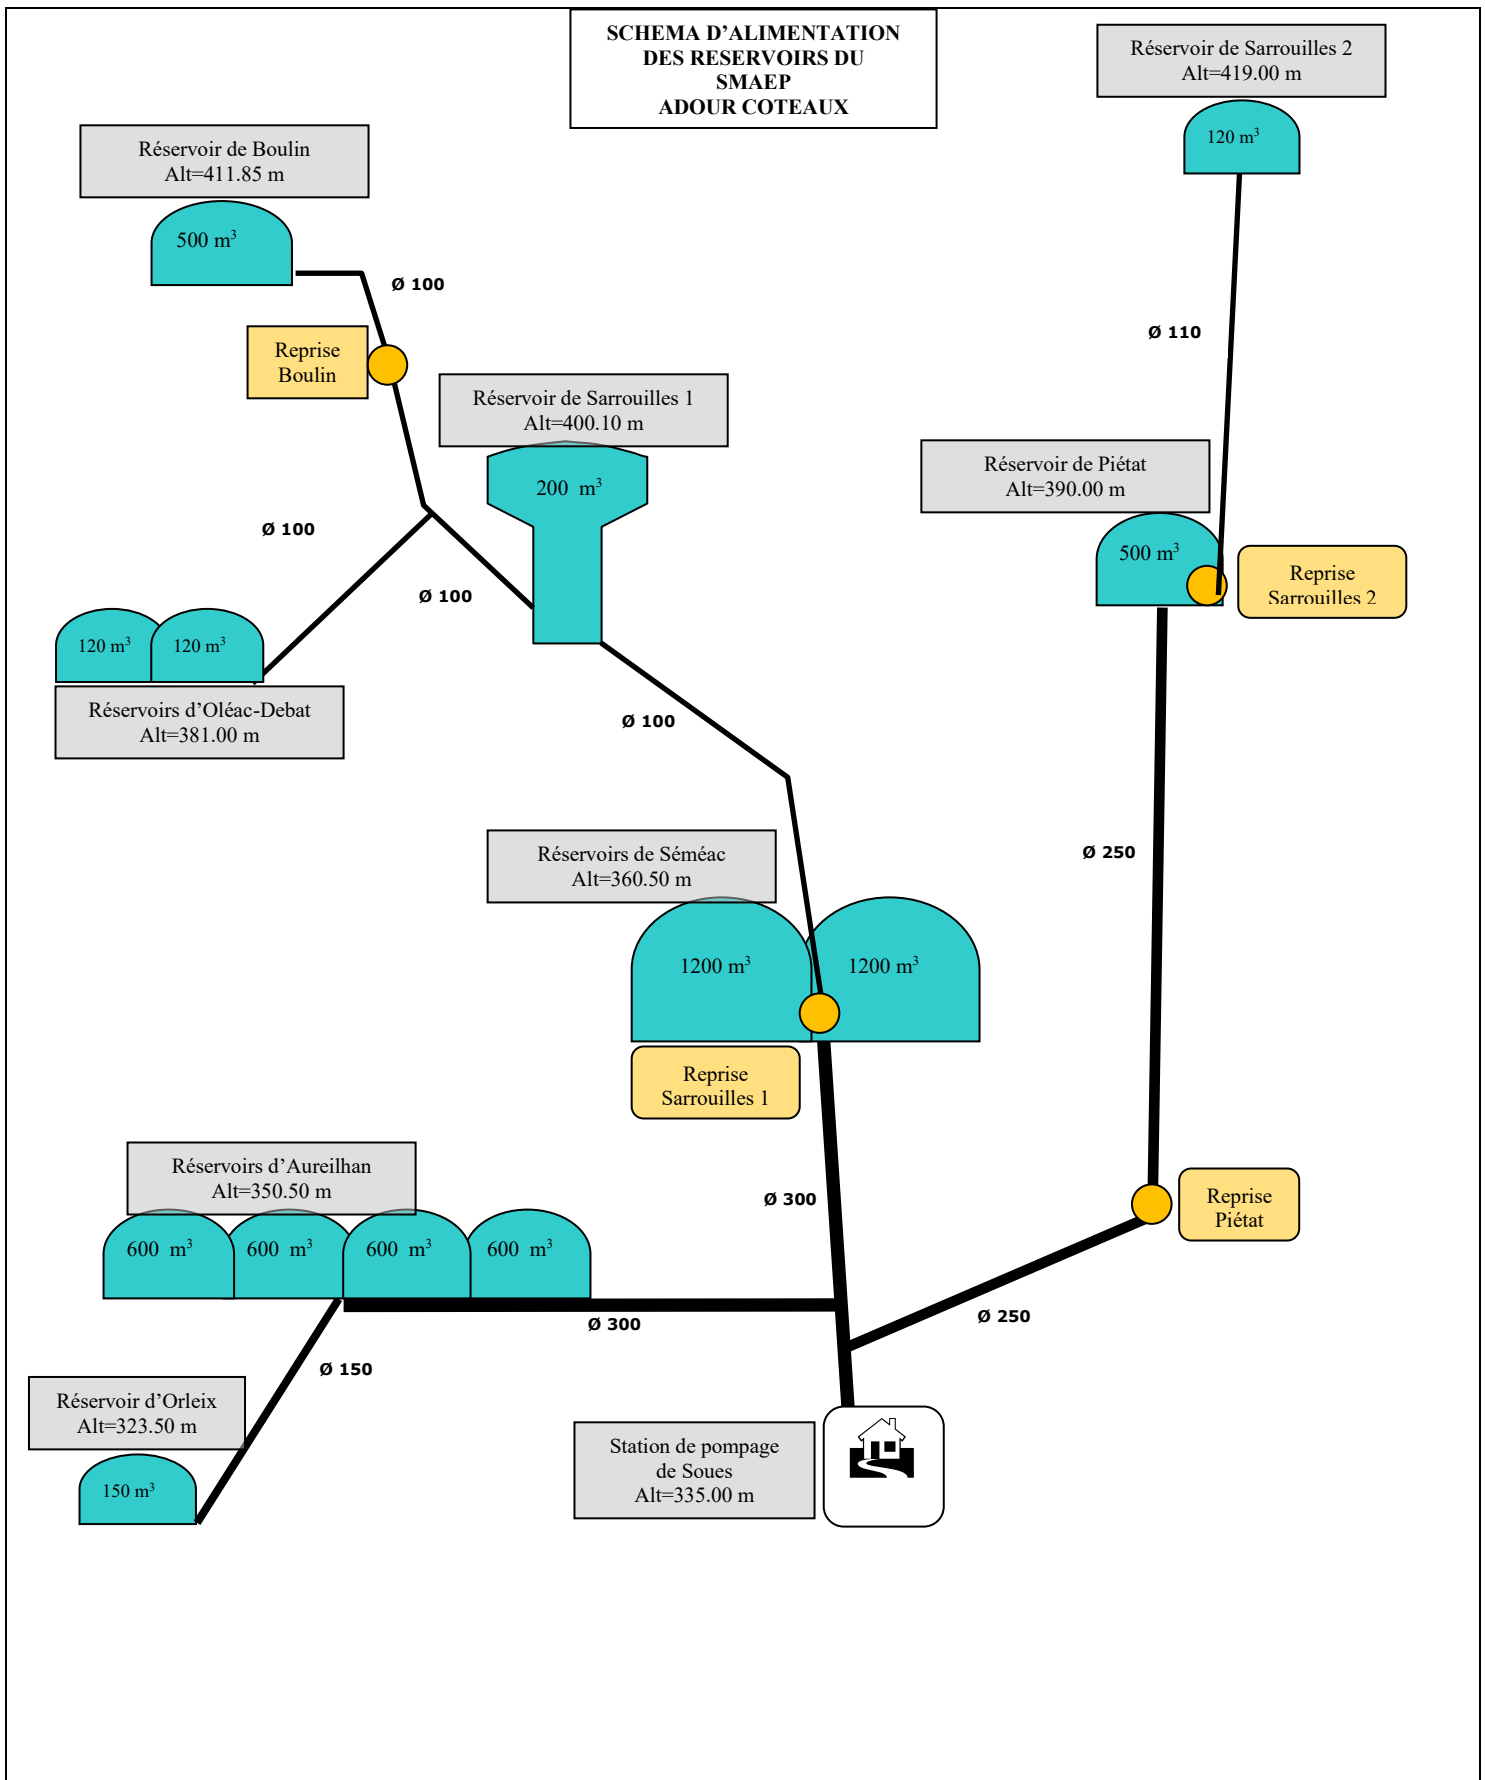 SCHEMA D’ALIMENTATION
DES RESERVOIRS DU
SMAEP
ADOUR COTEAUX
Réservoir de Sarrouilles 2
Alt=419.00 m
120 m³
Réservoir de Boulin
Alt=411.85 m
500 m³
Ø 100
Reprise
Boulin
Ø 110
Réservoir de Sarrouilles 1
Alt=400.10 m
200 m³
Réservoir de Piétat
Alt=390.00 m
500 m³
Reprise
Sarrouilles 2
Ø 100
Ø 100
120 m³
120 m³
Réservoirs d’Oléac-Debat
Alt=381.00 m
Ø 100
Réservoirs de Séméac
Alt=360.50 m
Ø 250
1200 m³
1200 m³
Reprise
Sarrouilles 1
Réservoirs d’Aureilhan
Alt=350.50 m
Ø 300
Reprise
Piétat
600 m³
600 m³
600 m³
600 m³
Ø 300
Ø 250
Ø 150
Réservoir d’Orleix
Alt=323.50 m
150 m³
Station de pompage
de Soues
Alt=335.00 m